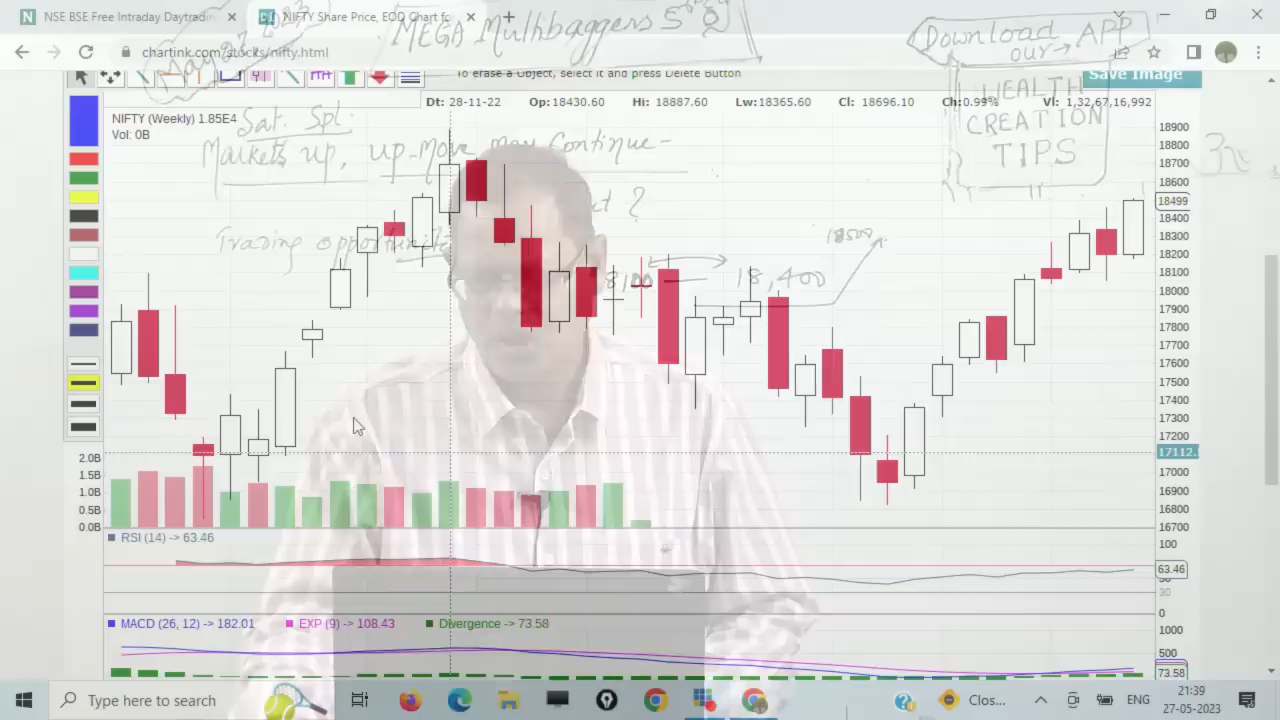 NSE BSE Free Intraday Daytradin
NIFTY Share Price, EOD Chart fo
chartink.com/stocks/nifty.html
MEGA Multibaggers
Download
our → APP
To erase a Object, select it and press Delete Button
Save Image
HEALTH
CREATION
TIPS
Dt: 28-11-22 Op:18430.60 Hi: 18887.60 Lw:18365.60 Cl: 18696.10 Ch:0.99% Vl: 1,32,67,16,992
NIFTY (Weekly) 1.85E4
Vol: 0B
Sat. Spl.
Markets up, up-move may Continue-
Trading opportunit
18,400
18500
18900
18800
18700
18600
18499
18400
18300
18200
18100
18000
17900
17800
17700
17600
17500
17400
17300
17200
17112.
17000
16900
16800
16700
2.0B
1.5B
1.0B
0.5B
0.0B
RSI (14) -> 63.46
100
63.46
30
0
MACD (26, 12) -> 182.01 EXP (9) -> 108.43 Divergence -> 73.58
1000
500
73.58
Type here to search
Clos...
ENG
21:39
27-05-2023